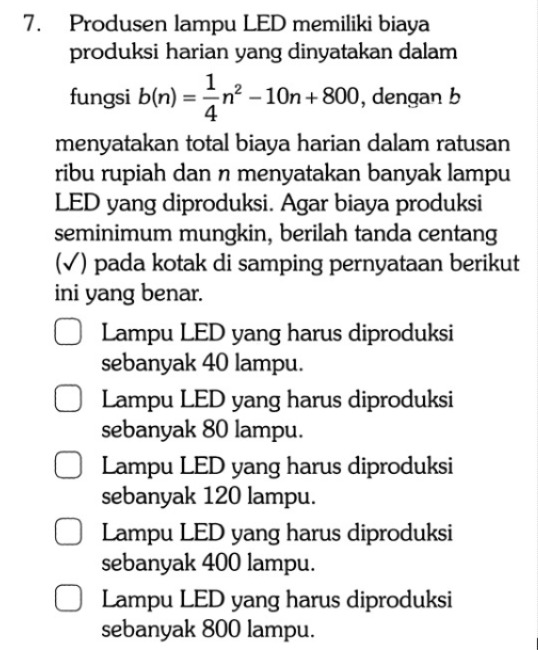 7. Produsen lampu LED memiliki biaya
produksi harian yang dinyatakan dalam
fungsi b(n) = \frac{1}{4}n² – 10n + 800, dengan b
menyatakan total biaya harian dalam ratusan
ribu rupiah dan n menyatakan banyak lampu
LED yang diproduksi. Agar biaya produksi
seminimum mungkin, berilah tanda centang
(✓) pada kotak di samping pernyataan berikut
ini yang benar.
Lampu LED yang harus diproduksi
sebanyak 40 lampu.
Lampu LED yang harus diproduksi
sebanyak 80 lampu.
Lampu LED yang harus diproduksi
sebanyak 120 lampu.
Lampu LED yang harus diproduksi
sebanyak 400 lampu.
Lampu LED yang harus diproduksi
sebanyak 800 lampu.